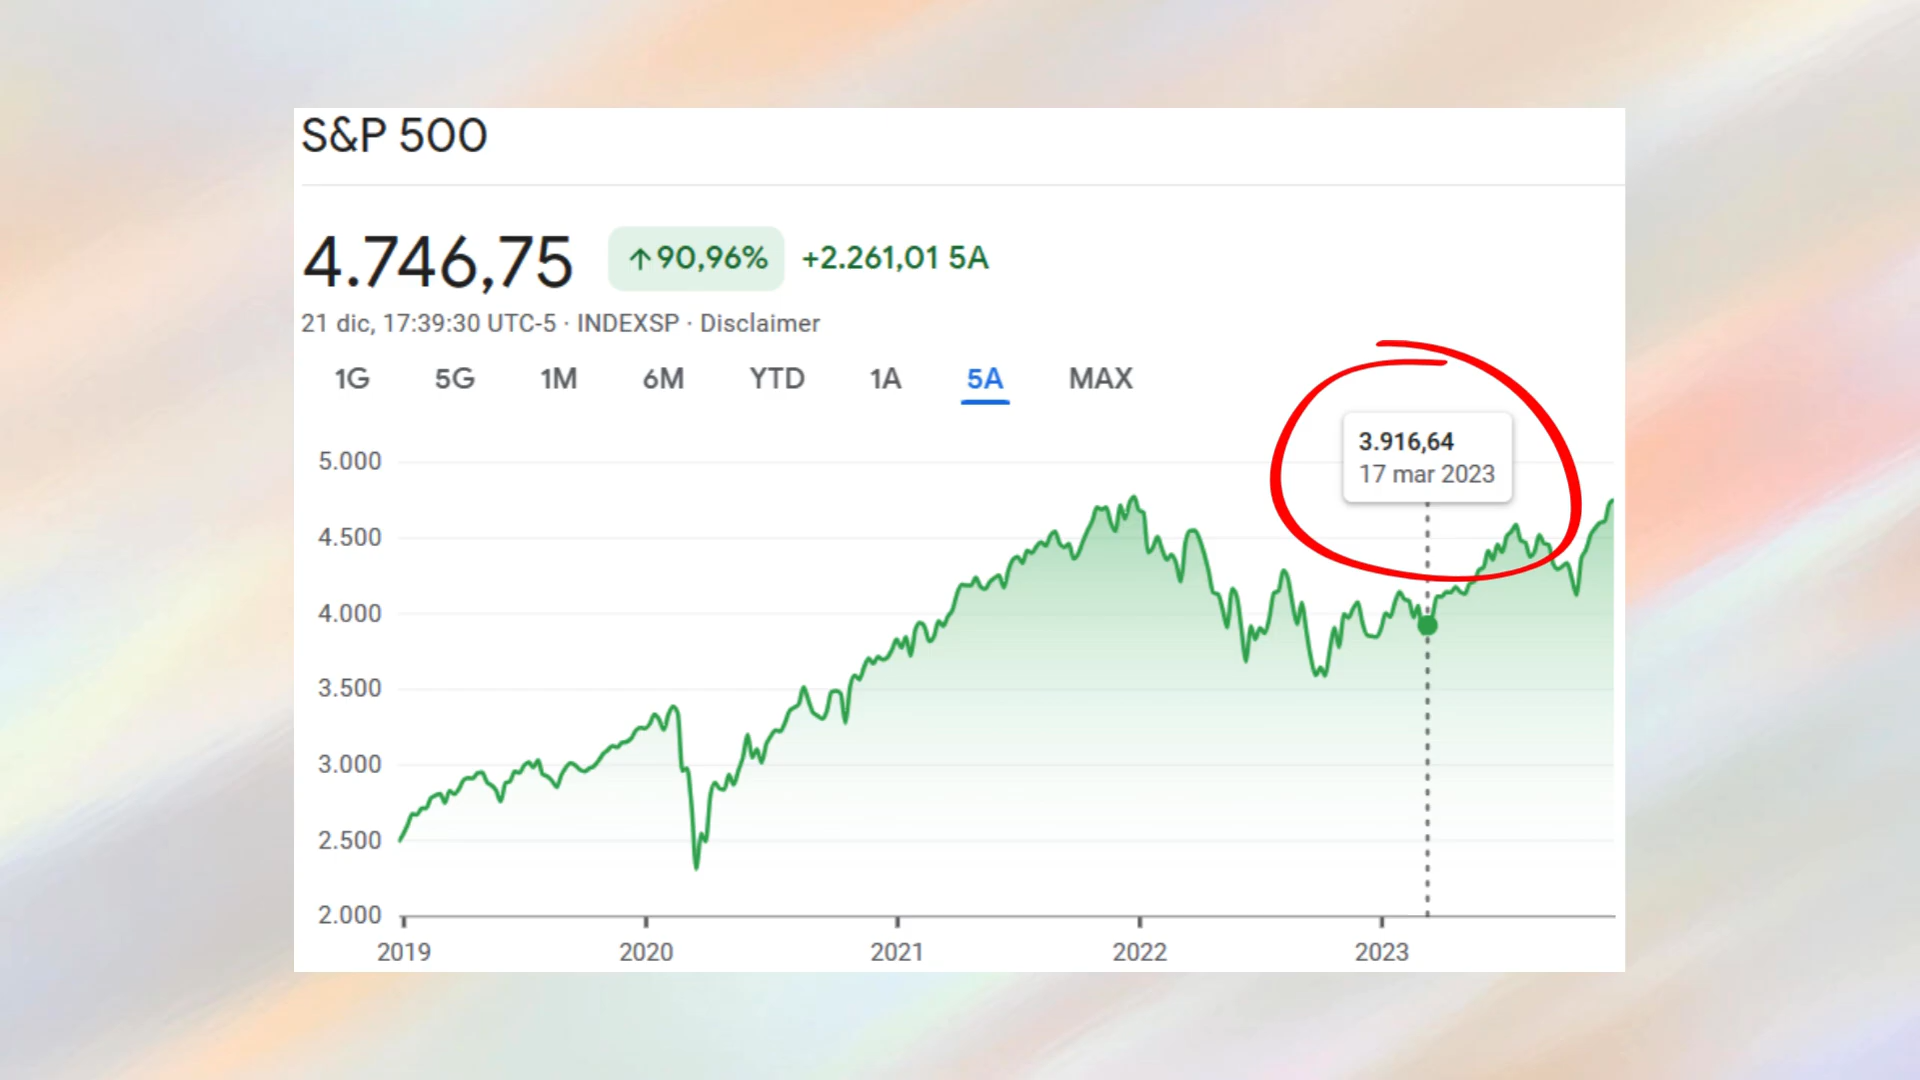 S&P 500
4.746,75 ↑90,96% +2.261,01 5A
21 dic, 17:39:30 UTC-5 · INDEXSP · Disclaimer
1G 5G 1M 6M YTD 1A 5A MAX
3.916,64
17 mar 2023
5.000
4.500
4.000
3.500
3.000
2.500
2.000
2019 2020 2021 2022 2023